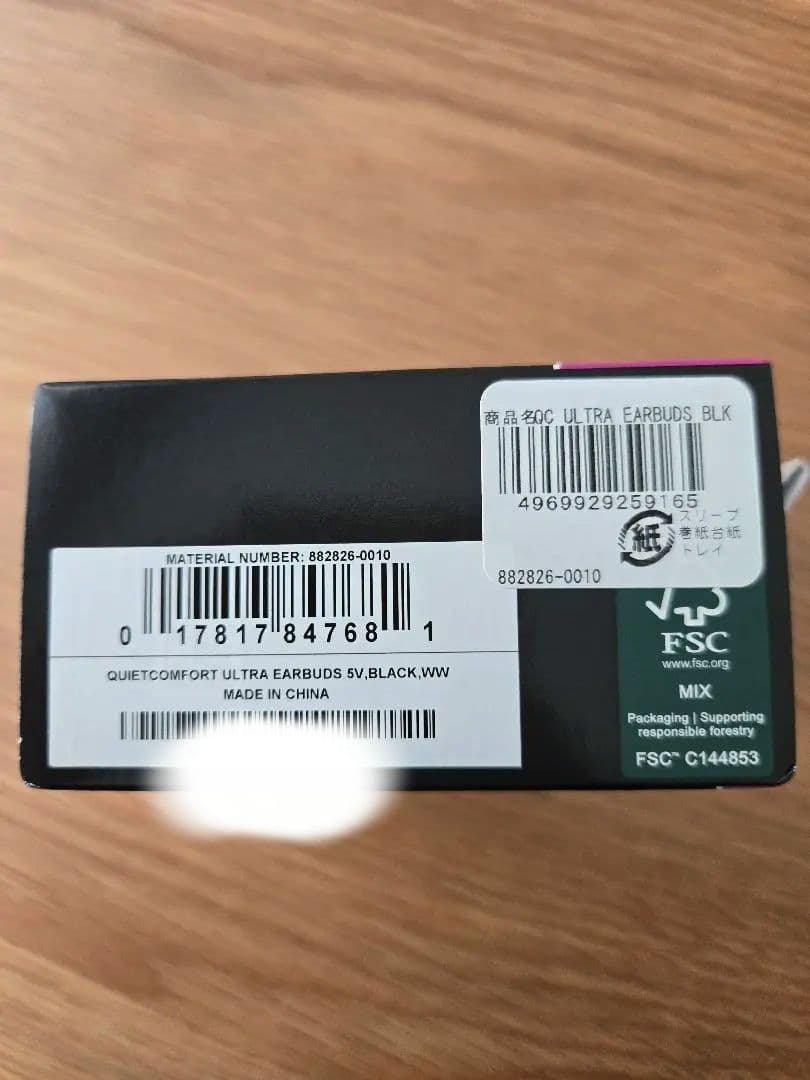 商品名QC ULTRA EARBUDS BLK
4969929259165
紙
スリーブ
巻紙台紙
トレイ
882826-0010
MATERIAL NUMBER: 882826-0010
0 17817 84768 1
QUIETCOMFORT ULTRA EARBUDS 5V,BLACK,WW
MADE IN CHINA
FSC
www.fsc.org
MIX
Packaging | Supporting
responsible forestry
FSC™ C144853